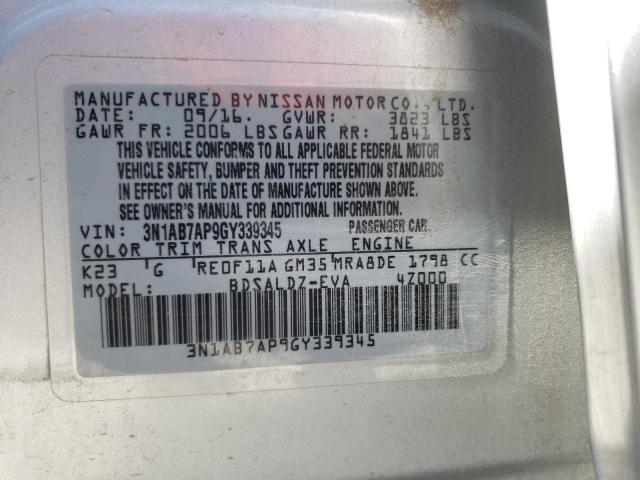 MANUFACTURED BY NISSAN MOTOR CO., LTD.
DATE: 09/16. GVWR: 3823 LBS
GAWR FR: 2006 LBS GAWR RR: 1841 LBS
THIS VEHICLE CONFORMS TO ALL APPLICABLE FEDERAL MOTOR
VEHICLE SAFETY, BUMPER AND THEFT PREVENTION STANDARDS
IN EFFECT ON THE DATE OF MANUFACTURE SHOWN ABOVE.
SEE OWNER'S MANUAL FOR ADDITIONAL INFORMATION.
VIN: 3N1AB7AP9GY339345 PASSENGER CAR.
COLOR TRIM TRANS AXLE ENGINE
K23 G RE0F11A GM35 MRA8DE 1798 CC
MODEL: BDSALDZ-EVA 4Z000
3N1AB7AP9GY339345